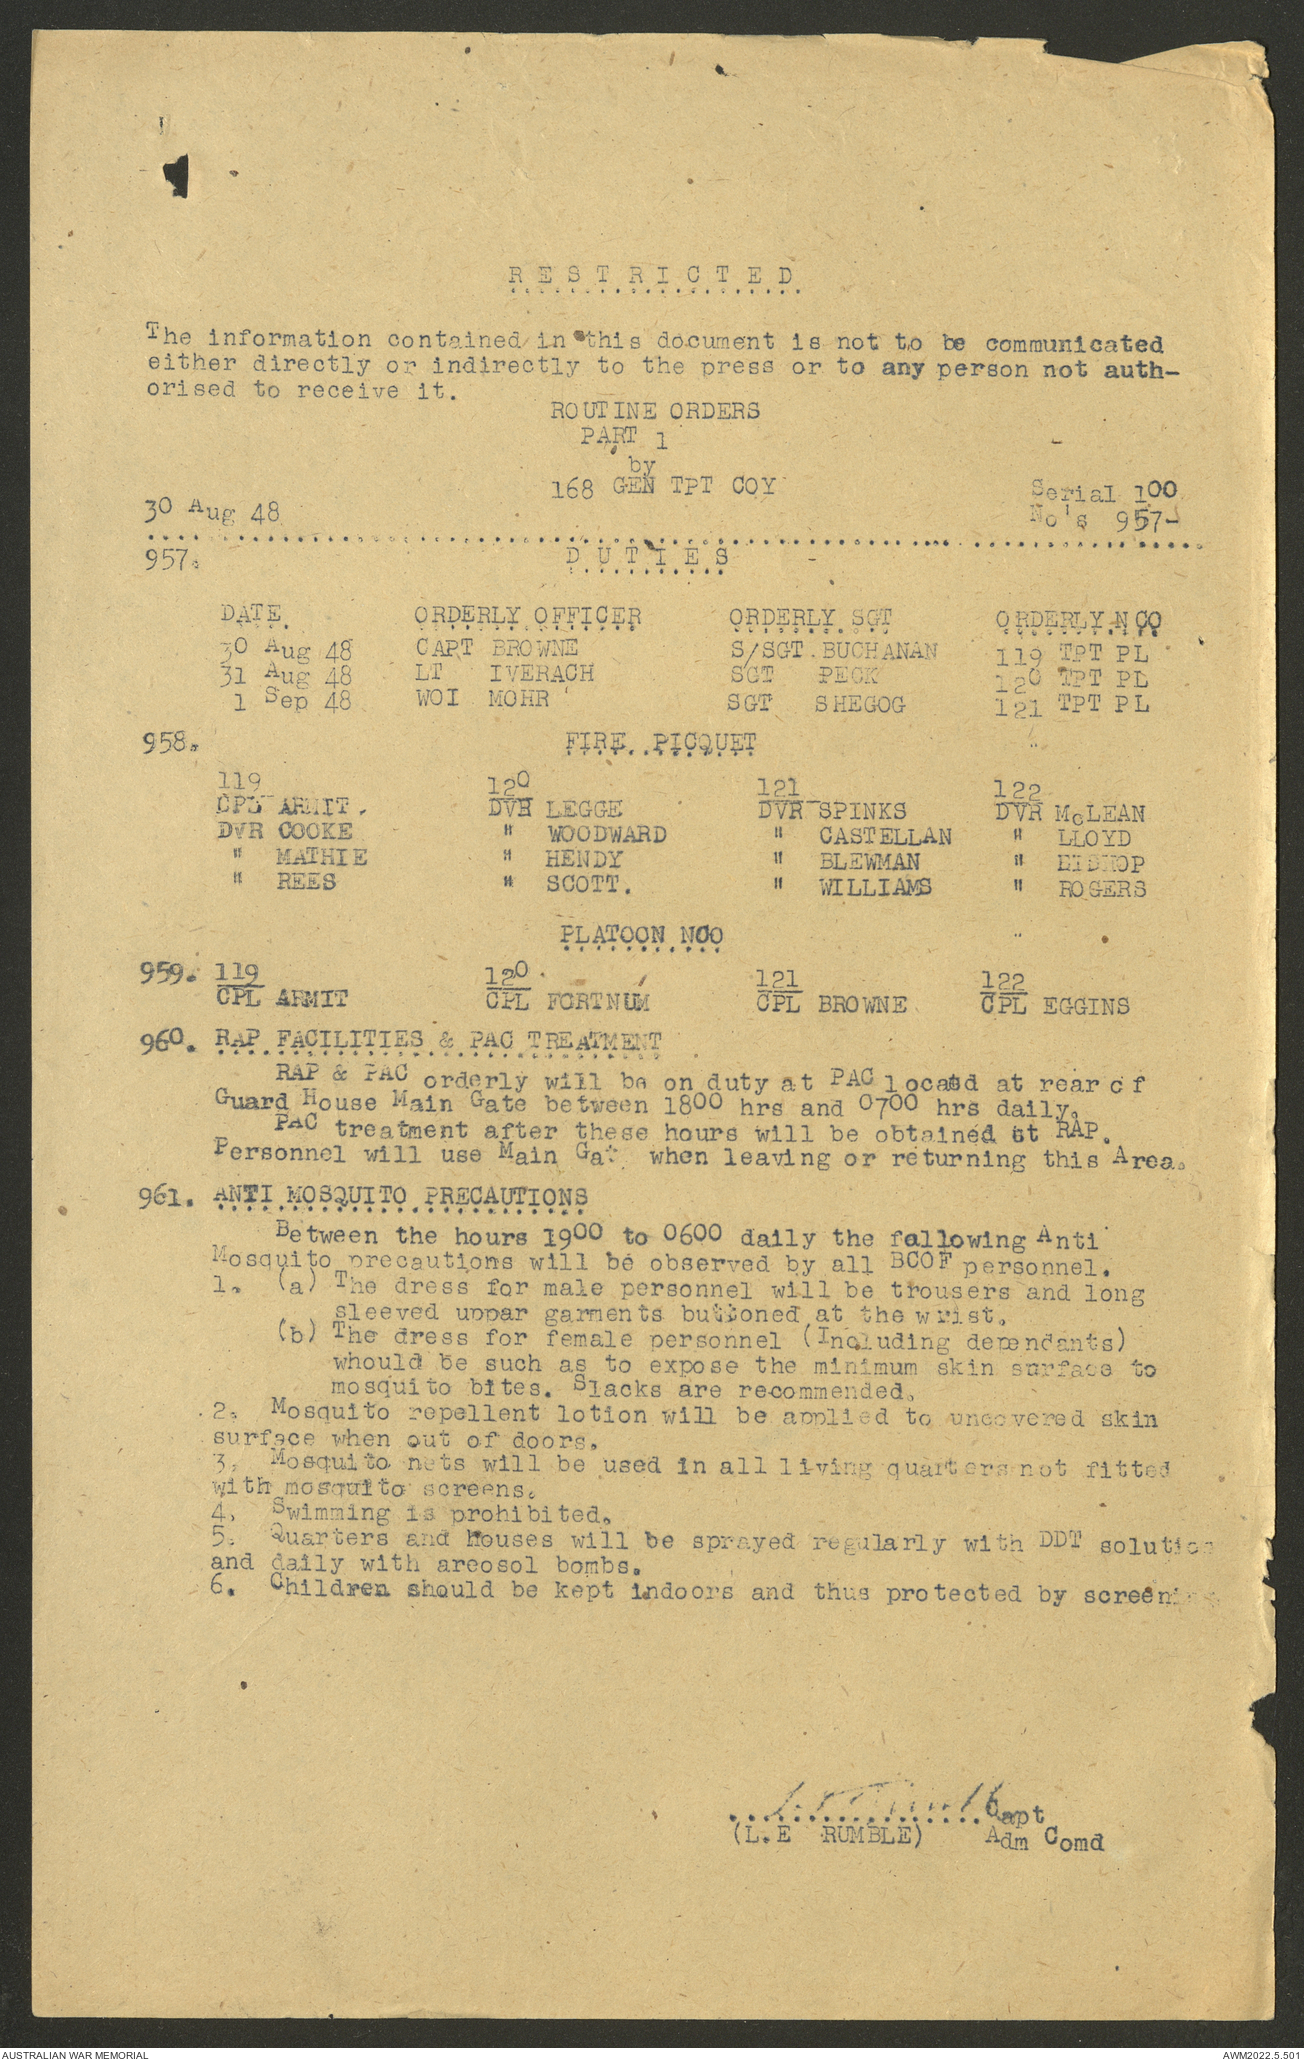 R E S T R I C T E D
The information contained in this document is not to be communicated
either directly or indirectly to the press or to any person not auth-
orised to receive it.
ROUTINE ORDERS
PART 1
by
168 GEN TPT COY
Serial 100
30 Aug 48
No's 957-
957. D U T I E S
DATE ORDERLY OFFICER ORDERLY SGT ORDERLY NCO
30 Aug 48 CAPT BROWNE S/SGT BUCHANAN 119 TPT PL
31 Aug 48 LT IVERACH SGT PECK 120 TPT PL
1 Sep 48 WOI MOHR SGT SHEGOG 121 TPT PL
958. FIRE PICQUET
119 120 121 122
CPL ARMIT. DVR LEGGE DVR SPINKS DVR McLEAN
DVR COOKE " WOODWARD " CASTELLAN " LLOYD
" MATHIE " HENDY " BLEWMAN " BISHOP
" REES " SCOTT. " WILLIAMS " ROGERS
PLATOON NCO
959. 119 120 121 122
CPL ARMIT CPL FORTNUM CPL BROWNE CPL EGGINS
960. RAP FACILITIES & PAC TREATMENT
RAP & PAC orderly will be on duty at PAC at rear of
Guard House Main Gate between 1800 hrs and 0700 hrs daily.
PAC treatment after these hours will be obtained at RAP.
Personnel will use Main when leaving or returning this Area.
961. ANTI MOSQUITO PRECAUTIONS
Between the hours 1900 to 0600 daily the fallowing Anti
Mosquito precautions will be observed by all BCOF personnel.
1. (a) The dress for male personnel will be trousers and long
sleeved uppar garments buttoned at the wrist.
(b) The dress for female personnel (Including dependants)
whould be such as to expose the minimum skin surface to
mosquito bites. Slacks are recommended.
2. Mosquito repellent lotion will be applied to uncovered skin
surface when out of doors.
3. Mosquito nets will be used in all living quarters not fitted
with mosquito screens.
4. Swimming is prohibited.
5. Quarters and houses will be sprayed regularly with DDT solution
and daily with areosol bombs.
6. Children should be kept indoors and thus protected by
Capt
(L.E RUMBLE) Adm Comd
AUSTRALIAN WAR MEMORIAL
AWM2022.5.501